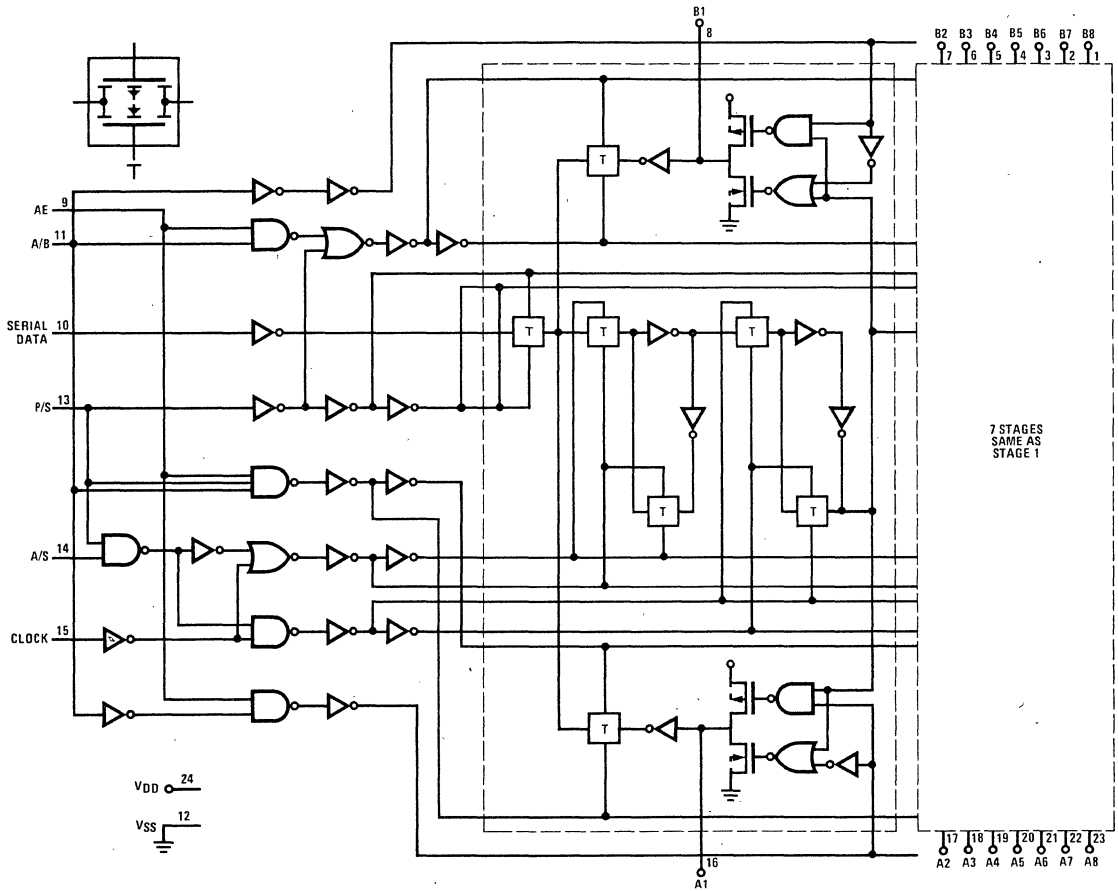 B1
8
B2 B3 B4 B5 B6 B7 B8
7 6 5 4 3 2 1
T
T
AE 9
A/B 11
SERIAL DATA 10
T T T
P/S 13
7 STAGES
SAME AS
STAGE 1
T T
A/S 14
CLOCK 15
T
VDD 24
VSS 12
16
A1
17 18 19 20 21 22 23
A2 A3 A4 A5 A6 A7 A8